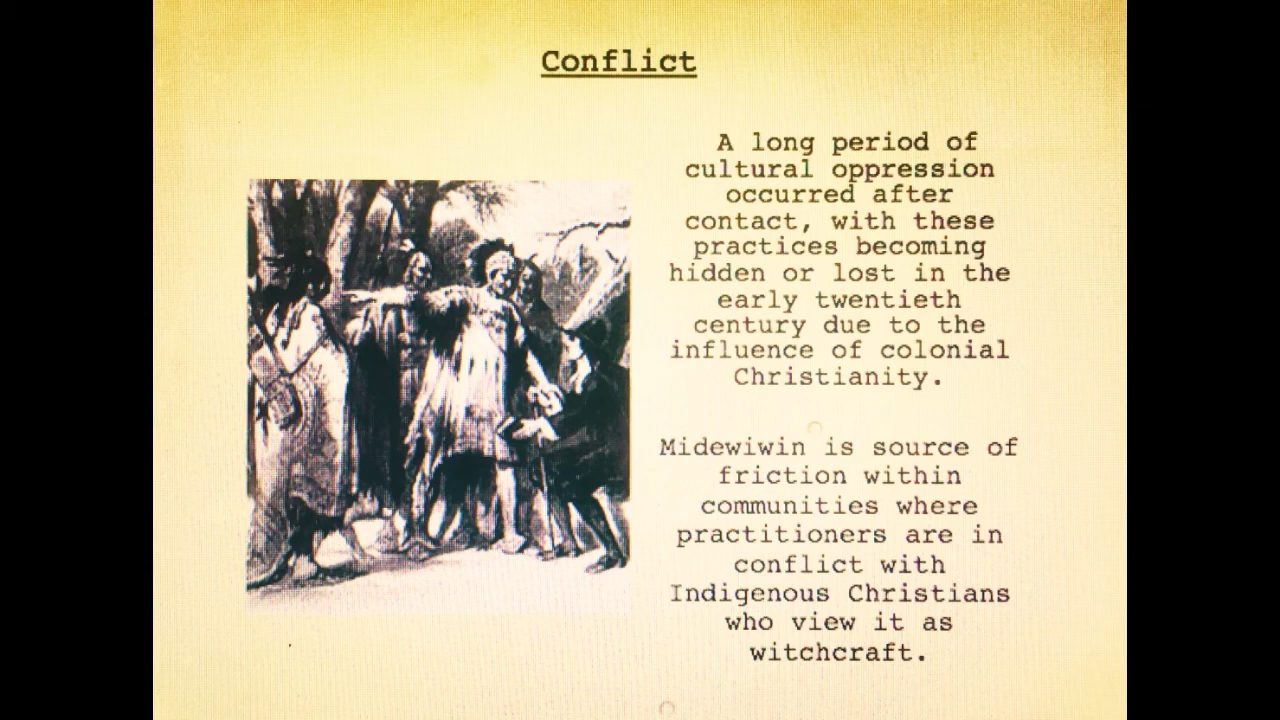 Conflict
A long period of
cultural oppression
occurred after
contact, with these
practices becoming
hidden or lost in the
early twentieth
century due to the
influence of colonial
Christianity.
Midewiwin is source of
friction within
communities where
practitioners are in
conflict with
Indigenous Christians
who view it as
witchcraft.